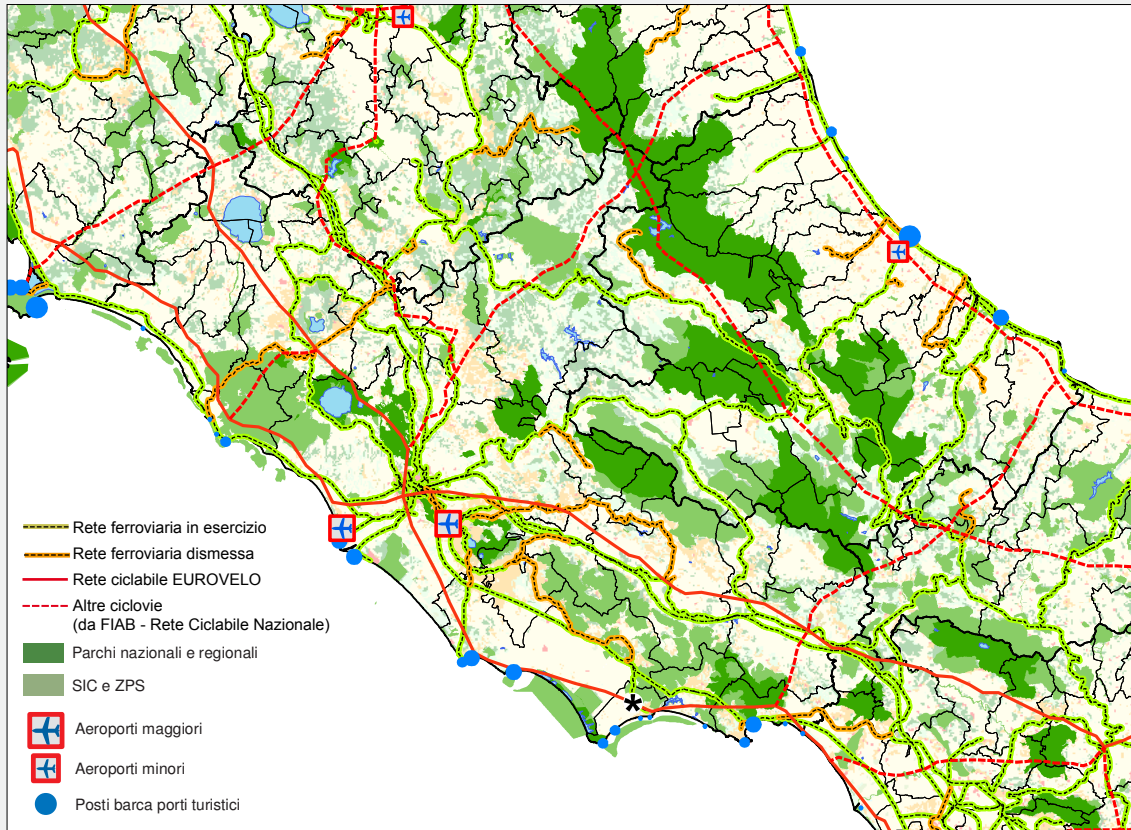 Rete ferroviaria in esercizio
Rete ferroviaria dismessa
Rete ciclabile EUROVELO
Altre ciclovie
(da FIAB - Rete Ciclabile Nazionale)
Parchi nazionali e regionali
SIC e ZPS
Aeroporti maggiori
Aeroporti minori
Posti barca porti turistici
*